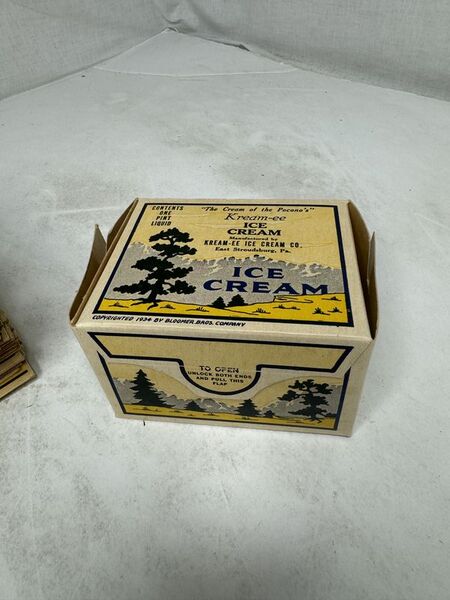 CONTENTS
ONE
PINT
LIQUID
"The Cream of the Pocono's"
Kream-ee
ICE
CREAM
Manufactured by
KREAM-EE ICE CREAM CO.
East Stroudsburg, Pa.
ICE
CREAM
COPYRIGHTED 1934 BY BLOOMER BROS. COMPANY
TO OPEN
UNLOCK BOTH ENDS
AND PULL THIS
FLAP